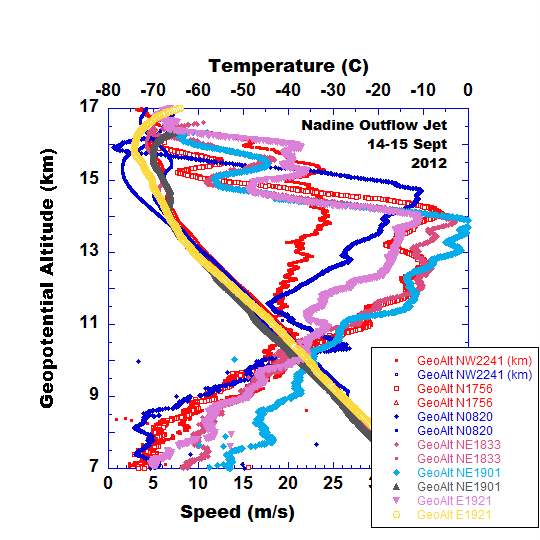 Temperature (C)
-80 -70 -60 -50 -40 -30 -20 -10 0
17
15
13
11
9
7
Geopotential Altitude (km)
Nadine Outflow Jet
14-15 Sept
2012
0 5 10 15 20 25
Speed (m/s)
GeoAlt NW2241 (km)
GeoAlt NW2241 (km)
GeoAlt N1756
GeoAlt N1756
GeoAlt N0820
GeoAlt N0820
GeoAlt NE1833
GeoAlt NE1833
GeoAlt NE1901
GeoAlt NE1901
GeoAlt E1921
GeoAlt E1921